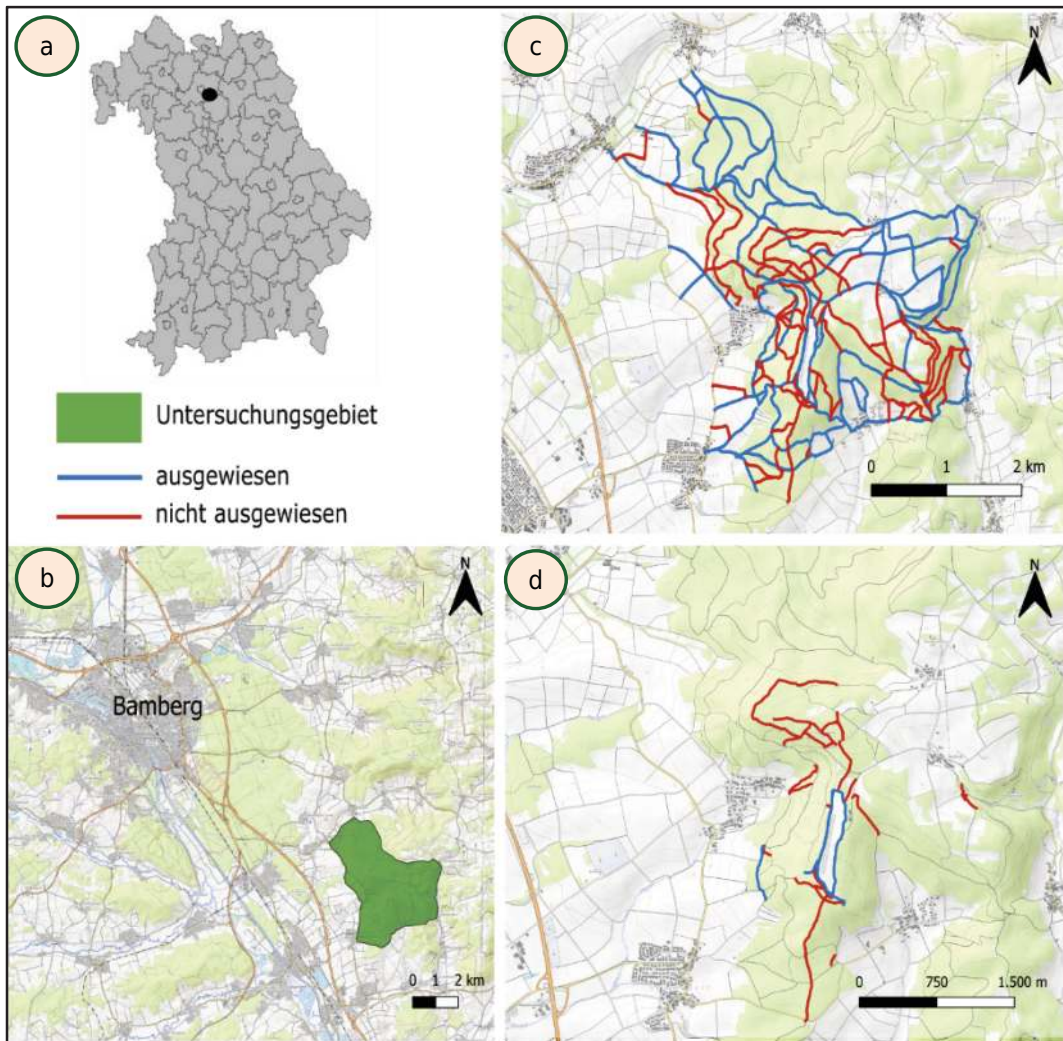 a
Untersuchungsgebiet
ausgewiesen
nicht ausgewiesen
b
N
Bamberg
0 1 2 km
c
N
0 1 2 km
d
N
0 750 1.500 m